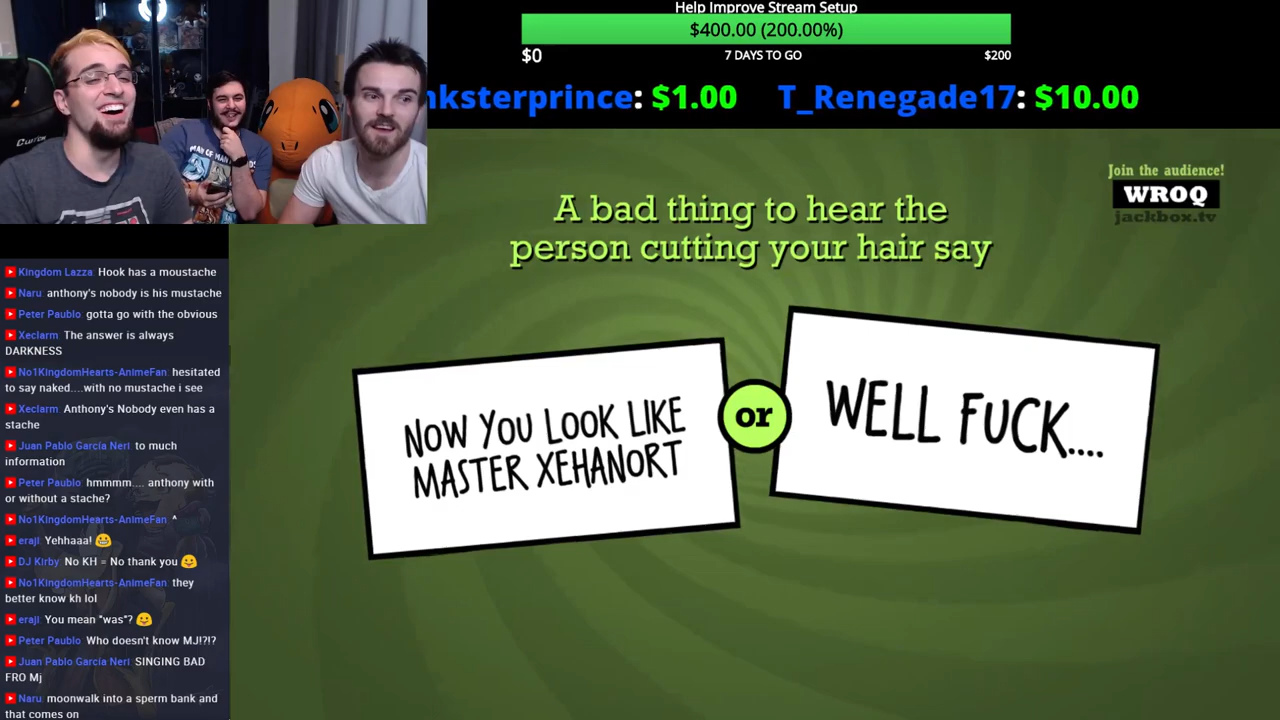 Help Improve Stream Setup
$400.00 (200.00%)
$0
7 DAYS TO GO
$200
nksterprince: $1.00 T_Renegade17: $10.00
Join the audience!
WROQ
jackbox.tv
A bad thing to hear the
person cutting your hair say
NOW YOU LOOK LIKE
MASTER XEHANORT
or
WELL FUCK....
Kingdom Lazza: Hook has a moustache
Naru: anthony's nobody is his mustache
Peter Paublo: gotta go with the obvious
Xeclarm: The answer is always
DARKNESS
No1KingdomHearts-AnimeFan: hesitated
to say naked....with no mustache i see
Xeclarm: Anthony's Nobody even has a
stache
Juan Pablo García Neri: to much
information
Peter Paublo: hmmmm.... anthony with
or without a stache?
No1KingdomHearts-AnimeFan: ^
eraji: Yehhaaa! 😬
DJ Kirby: No KH = No thank you 🙂
No1KingdomHearts-AnimeFan: they
better know kh lol
eraji: You mean "was"? 🙂
Peter Paublo: Who doesn't know MJ!?!?
Juan Pablo García Neri: SINGING BAD
FRO Mj
Naru: moonwalk into a sperm bank and
that comes on